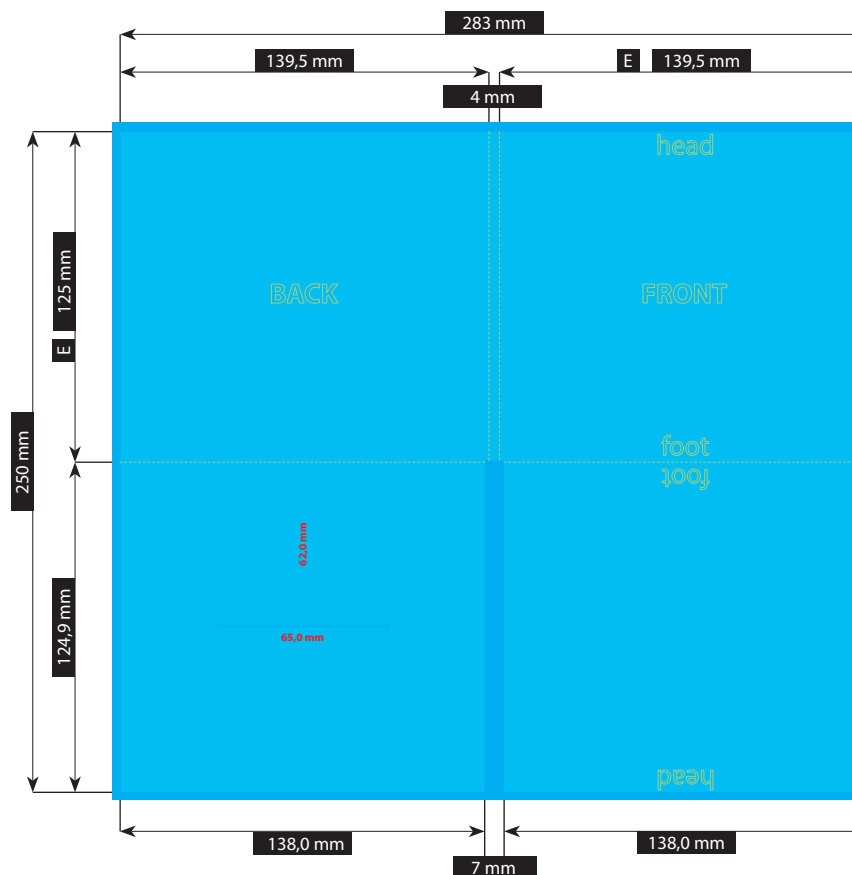 283 mm
139,5 mm
E 139,5 mm
4 mm
head
125 mm
E
BACK
FRONT
250 mm
foot
foot
62,0 mm
124,9 mm
65,0 mm
head
138,0 mm
138,0 mm
7 mm